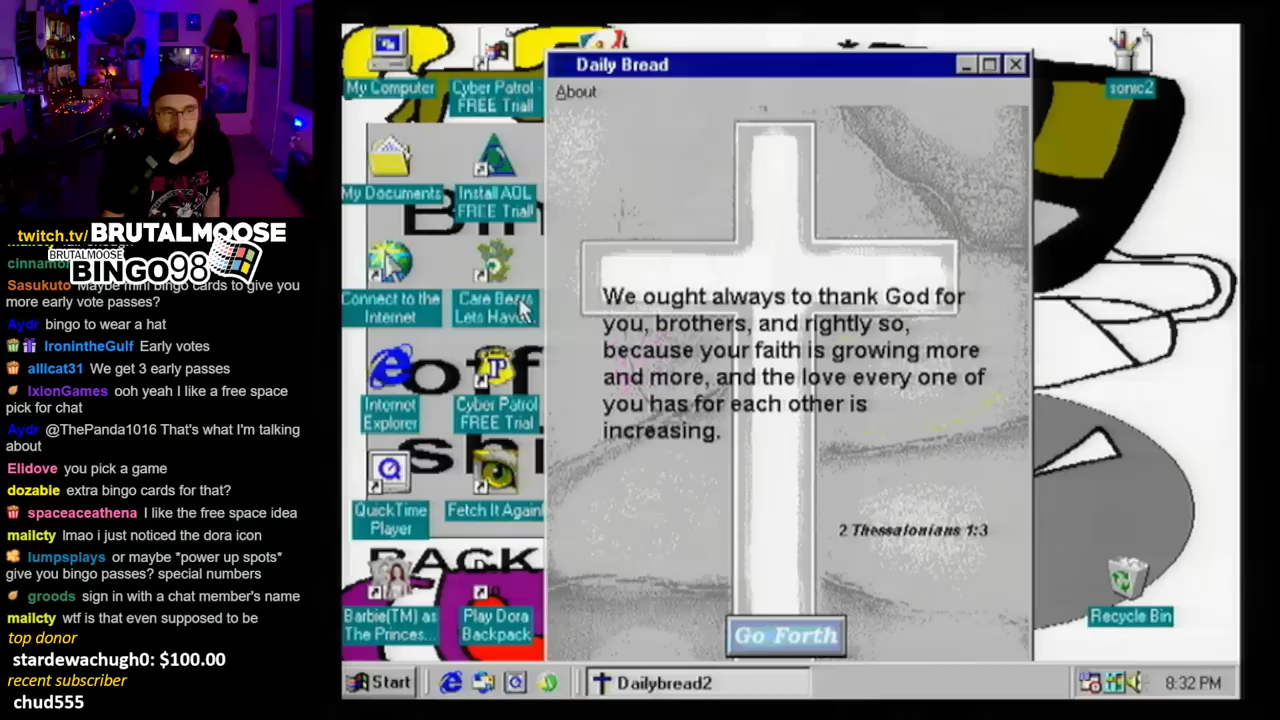 twitch.tv/BRUTALMOOSE
BRUTALMOOSE
BINGO98
cinnamo
Sasukuto Maybe mini bingo cards to give you
more early vote passes?
Aydr bingo to wear a hat
IronintheGulf Early votes
allicat31 We get 3 early passes
IxionGames ooh yeah I like a free space
pick for chat
Aydr @ThePanda1016 That's what I'm talking
about
Elidove you pick a game
dozable extra bingo cards for that?
spaceaceathena I like the free space idea
mailcty lmao i just noticed the dora icon
lumpsplays or maybe *power up spots*
give you bingo passes? special numbers
groods sign in with a chat member's name
mailcty wtf is that even supposed to be
top donor
stardewachugh0: $100.00
recent subscriber
chud555
My Computer
Cyber Patrol -
FREE Trial!
My Documents
Install AOL
FREE Trial!
Connect to the
Internet
Care Bears
Lets Have...
Internet
Explorer
Cyber Patrol
FREE Trial
QuickTime
Player
Fetch It Again!
Barbie(TM) as
The Princes...
Play Dora
Backpack
off
BACK
sonic2
Recycle Bin
Daily Bread
About
We ought always to thank God for
you, brothers, and rightly so,
because your faith is growing more
and more, and the love every one of
you has for each other is
increasing.
2 Thessalonians 1:3
Go Forth
Start
Dailybread2
8:32 PM